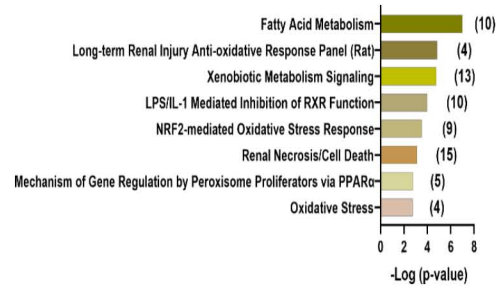 Fatty Acid Metabolism (10)
Long-term Renal Injury Anti-oxidative Response Panel (Rat) (4)
Xenobiotic Metabolism Signaling (13)
LPS/IL-1 Mediated Inhibition of RXR Function (10)
NRF2-mediated Oxidative Stress Response (9)
Renal Necrosis/Cell Death (15)
Mechanism of Gene Regulation by Peroxisome Proliferators via PPARα (5)
Oxidative Stress (4)
0 2 4 6 8
-Log (p-value)